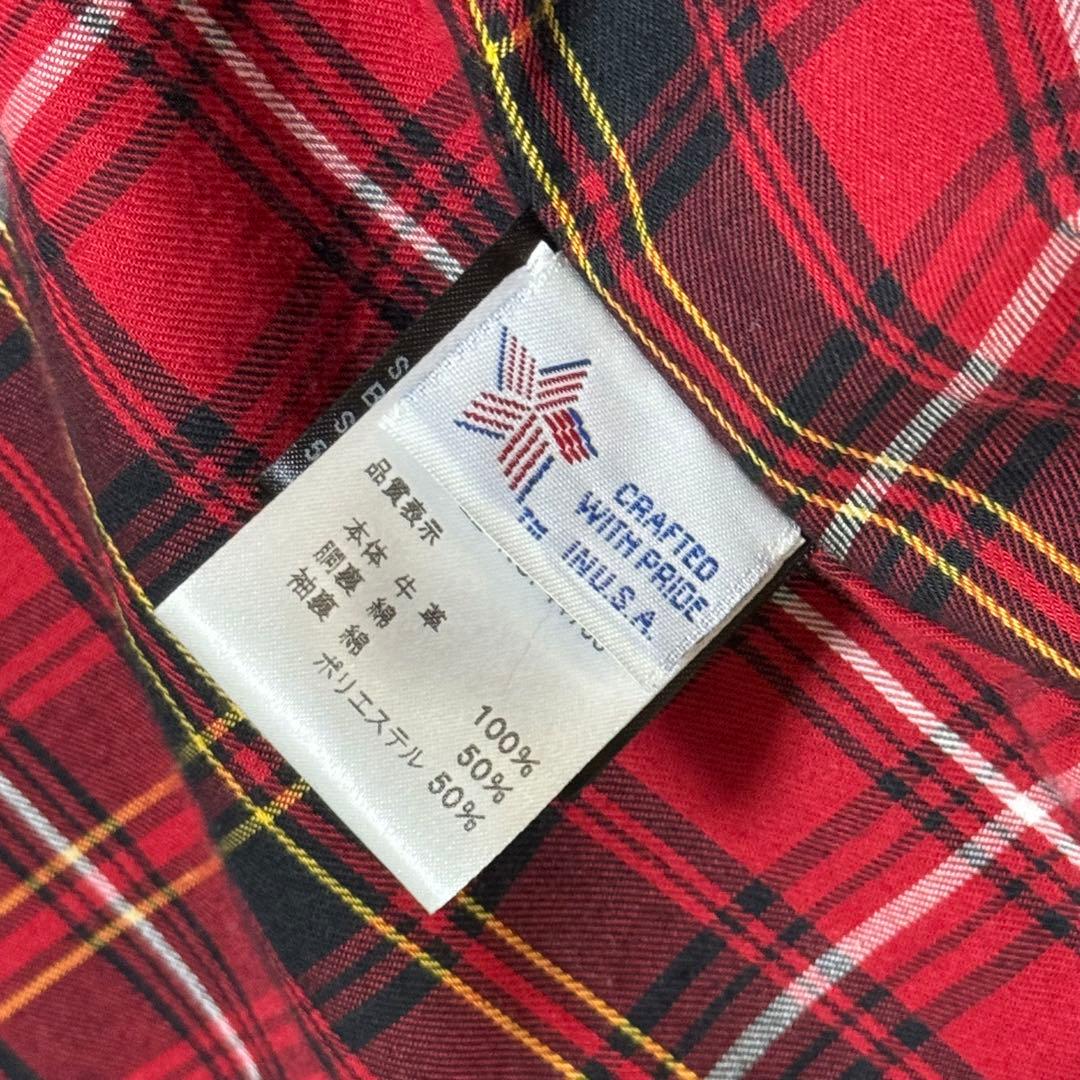 CRAFTED
WITH PRIDE
IN U.S.A.
TM
品質表示
本体 牛 革
胴裏 綿 100%
袖裏 綿 50%
ポリエステル 50%